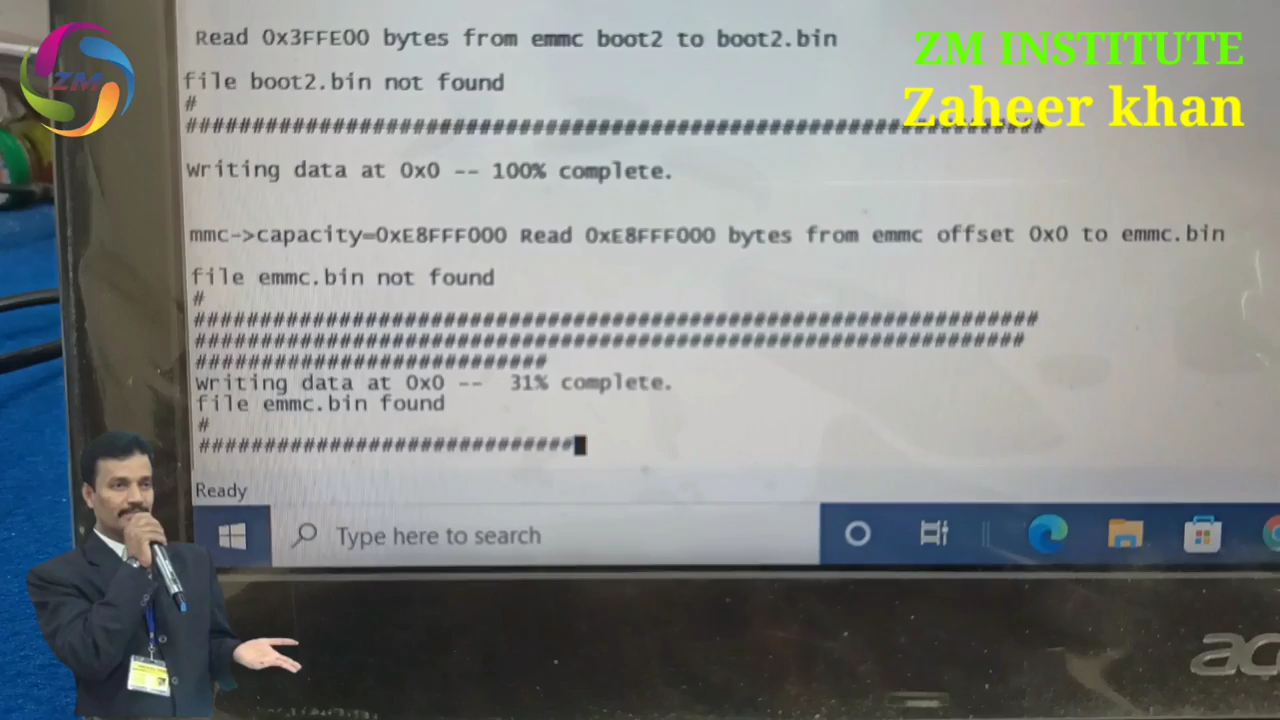 Read 0x3FFE00 bytes from emmc boot2 to boot2.bin
file boot2.bin not found
#
##############################################################################
Writing data at 0x0 -- 100% complete.
mmc->capacity=0xE8FFF000 Read 0xE8FFF000 bytes from emmc offset 0x0 to emmc.bin
file emmc.bin not found
#
##############################################################################
############################################################################
################################
Writing data at 0x0 --  31% complete.
file emmc.bin found
#
##################################
Ready
Type here to search
ZM INSTITUTE
Zaheer khan
ZM
ac